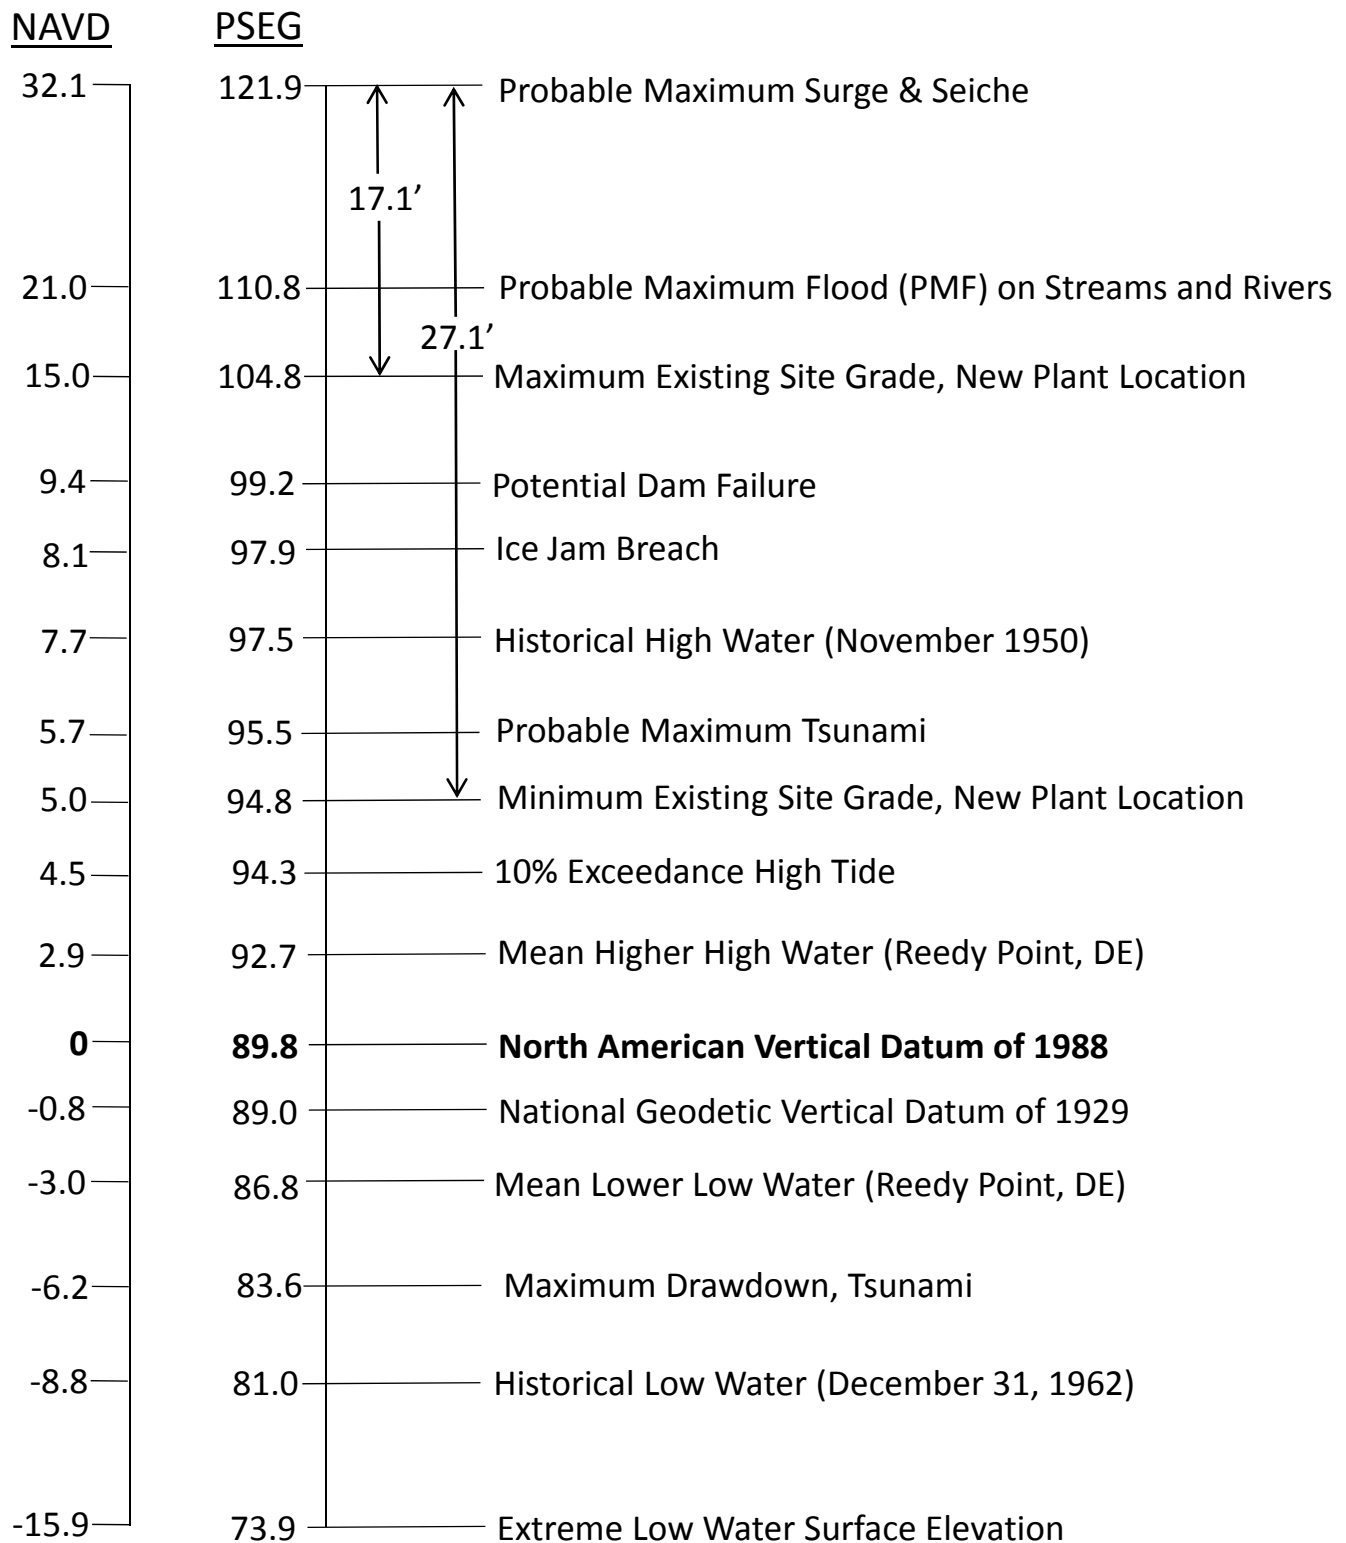 NAVD PSEG
32.1 121.9 Probable Maximum Surge & Seiche
17.1’
21.0 110.8 Probable Maximum Flood (PMF) on Streams and Rivers
27.1’
15.0 104.8 Maximum Existing Site Grade, New Plant Location
9.4 99.2 Potential Dam Failure
8.1 97.9 Ice Jam Breach
7.7 97.5 Historical High Water (November 1950)
5.7 95.5 Probable Maximum Tsunami
5.0 94.8 Minimum Existing Site Grade, New Plant Location
4.5 94.3 10% Exceedance High Tide
2.9 92.7 Mean Higher High Water (Reedy Point, DE)
0 89.8 North American Vertical Datum of 1988
-0.8 89.0 National Geodetic Vertical Datum of 1929
-3.0 86.8 Mean Lower Low Water (Reedy Point, DE)
-6.2 83.6 Maximum Drawdown, Tsunami
-8.8 81.0 Historical Low Water (December 31, 1962)
-15.9 73.9 Extreme Low Water Surface Elevation